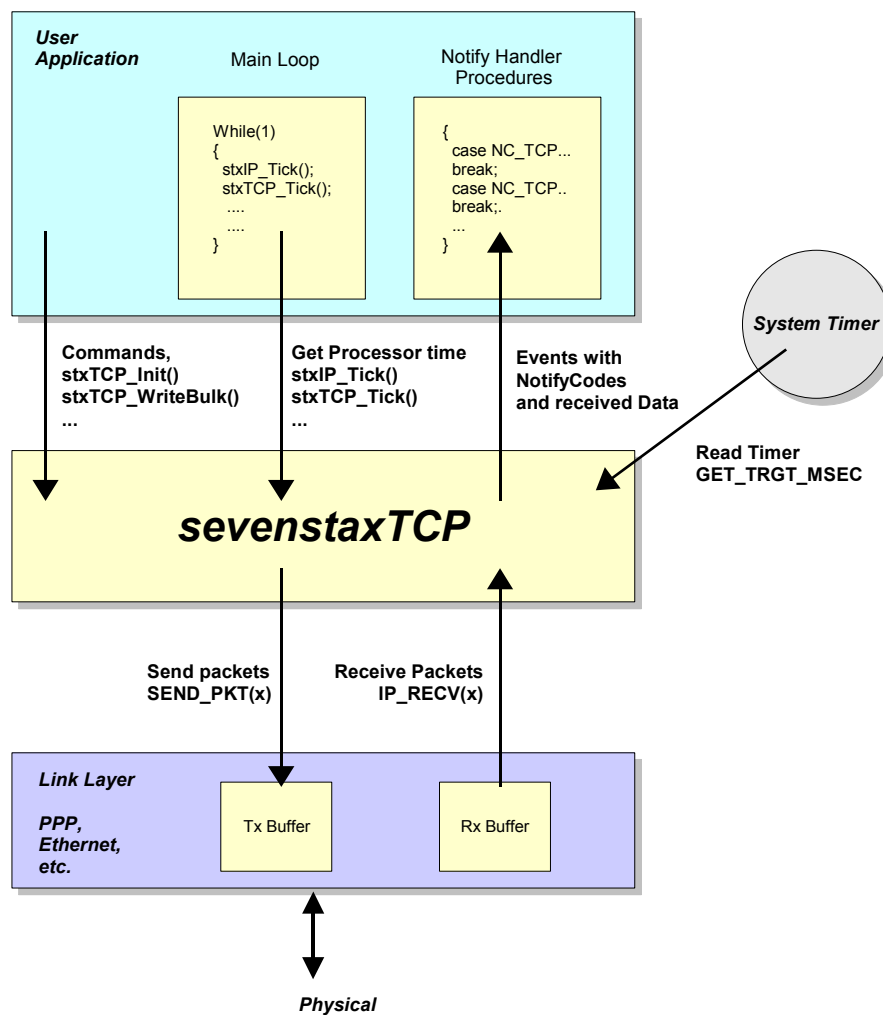 User
Application
Main Loop
Notify Handler
Procedures
While(1)
{
stxIP_Tick();
stxTCP_Tick();
....
....
}
{
case NC_TCP...
break;
case NC_TCP..
break;.
...
}
System Timer
Commands,
stxTCP_Init()
stxTCP_WriteBulk()
...
Get Processor time
stxIP_Tick()
stxTCP_Tick()
...
Events with
NotifyCodes
and received Data
Read Timer
GET_TRGT_MSEC
sevenstaxTCP
Send packets
SEND_PKT(x)
Receive Packets
IP_RECV(x)
Link Layer
PPP,
Ethernet,
etc.
Tx Buffer
Rx Buffer
Physical